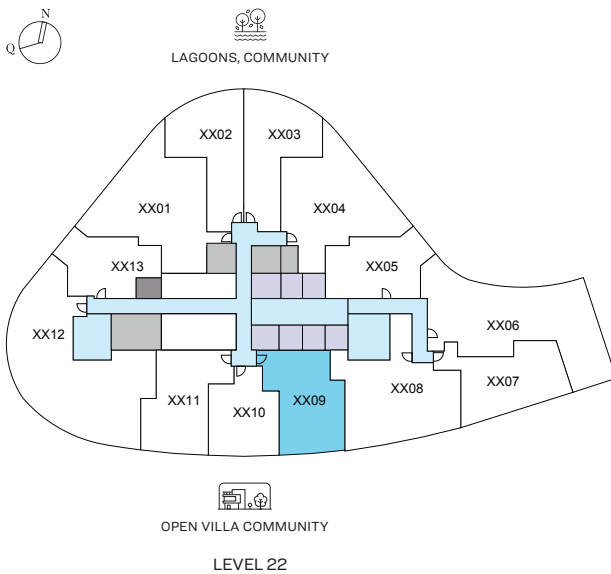 N
Q
LAGOONS, COMMUNITY
XX02
XX03
XX01
XX04
XX13
XX05
XX12
XX06
XX11
XX10
XX09
XX08
XX07
OPEN VILLA COMMUNITY
LEVEL 22